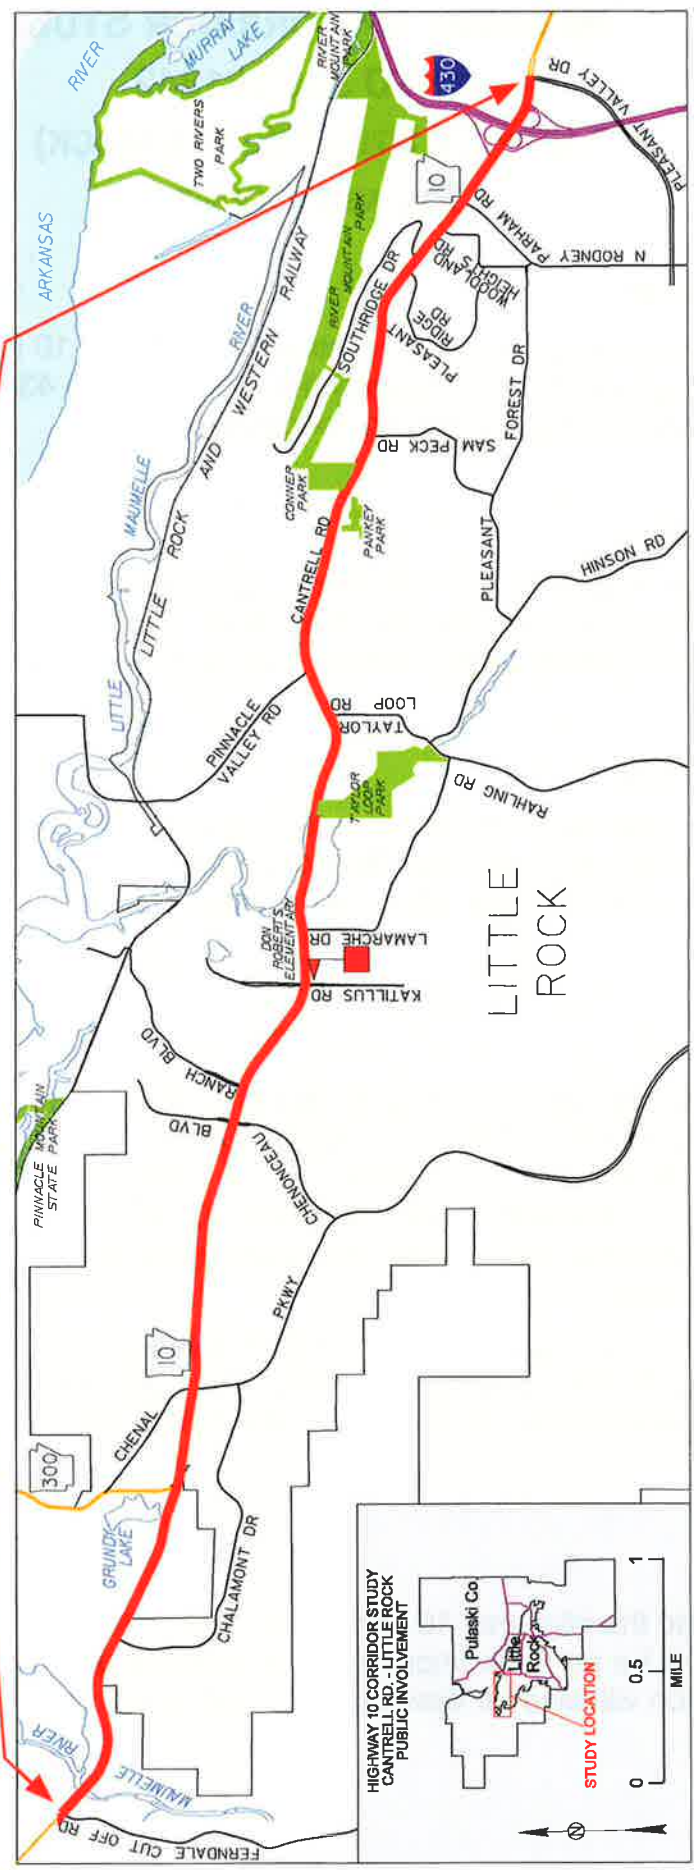 RIVER
MURRAY
LAKE
RIVER
MOUNTAIN
PARK
430
PLEASANT VALLEY DR
TWO RIVERS
PARK
ARKANSAS
10
N RODNEY
PARHAM RD
WOODLAND
HEIGHTS RD
RIVER MOUNTAIN PARK
SOUTHRIDGE DR
PLEASANT
RIDGE
RD
RIVER
LITTLE ROCK AND WESTERN RAILWAY
MAUMELLE
LITTLE
SAM PECK RD
FOREST DR
PLEASANT
CONNER
PARK
PANKEY
PARK
CANTRELL RD
HINSON RD
PINNACLE
VALLEY RD
TAYLOR
LOOP
RD
TAYLOR
LOOP
PARK
RAHLING RD
DON
ROBERTS
ELEMENTARY
LAMARCHE DR
KATILLUS RD
LITTLE
ROCK
RANCH BLVD
CHENONCEAU BLVD
PINNACLE MOUNTAIN
STATE PARK
CHENAL PKWY
10
300
GRUNDY
LAKE
CHALAMONT DR
MAUMELLE RIVER
FERNDALE CUT OFF RD
HIGHWAY 10 CORRIDOR STUDY
CANTRELL RD. - LITTLE ROCK
PUBLIC INVOLVEMENT
Pulaski Co.
Little
Rock
STUDY LOCATION
N
0 0.5 1
MILE